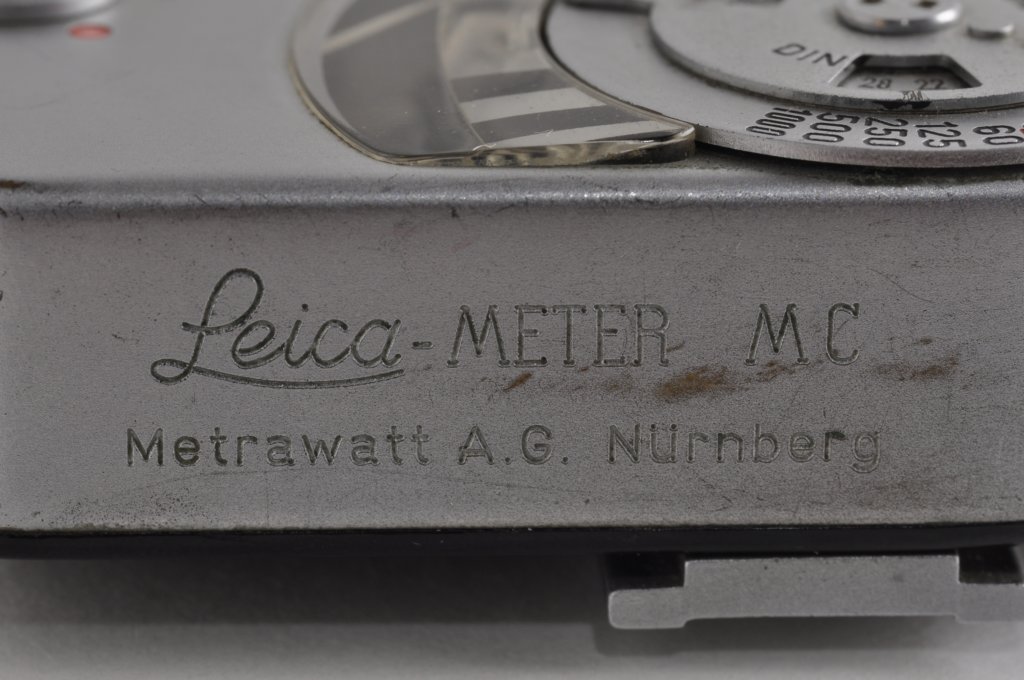 DIN
28 22
1000 500 250 125 60
Leica-METER MC
Metrawatt A.G. Nürnberg